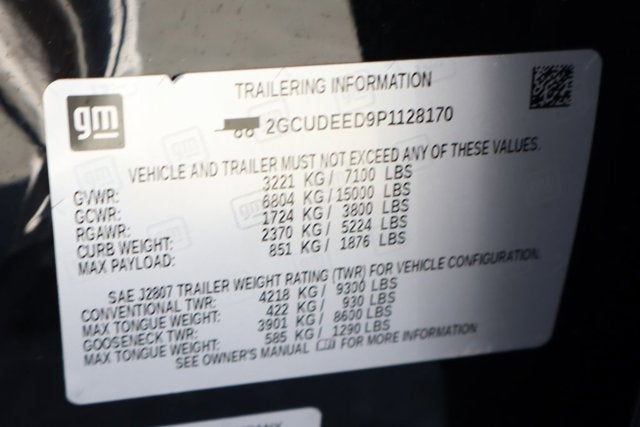 TRAILERING INFORMATION
gm
2GCUDEED9P1128170
VEHICLE AND TRAILER MUST NOT EXCEED ANY OF THESE VALUES.
GVWR: 3221 KG / 7100 LBS
GCWR: 6804 KG / 15000 LBS
RGAWR: 1724 KG / 3800 LBS
CURB WEIGHT: 2370 KG / 5224 LBS
MAX PAYLOAD: 851 KG / 1876 LBS
SAE J2807 TRAILER WEIGHT RATING (TWR) FOR VEHICLE CONFIGURATION.
CONVENTIONAL TWR: 4218 KG / 9300 LBS
MAX TONGUE WEIGHT: 422 KG / 930 LBS
GOOSENECK TWR: 3901 KG / 8600 LBS
MAX TONGUE WEIGHT: 585 KG / 1290 LBS
SEE OWNER'S MANUAL FOR MORE INFORMATION